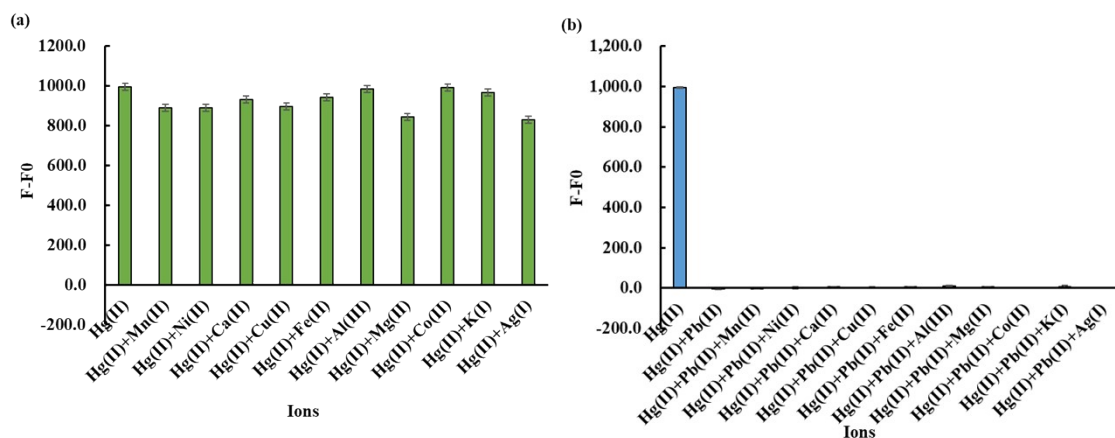 (a)
1200.0
1000.0
800.0
600.0
400.0
200.0
0.0
-200.0
F-F0
Hg(II)
Hg(II)+Mn(II)
Hg(II)+Ni(II)
Hg(II)+Ca(II)
Hg(II)+Cu(II)
Hg(II)+Fe(II)
Hg(II)+Al(III)
Hg(II)+Mg(II)
Hg(II)+Co(II)
Hg(II)+K(I)
Hg(II)+Ag(I)
Ions
(b)
1,200.0
1,000.0
800.0
600.0
400.0
200.0
0.0
-200.0
F-F0
Hg(II)
Hg(II)+Pb(II)
Hg(II)+Pb(II)+Mn(II)
Hg(II)+Pb(II)+Ni(II)
Hg(II)+Pb(II)+Ca(II)
Hg(II)+Pb(II)+Cu(II)
Hg(II)+Pb(II)+Fe(II)
Hg(II)+Pb(II)+Al(III)
Hg(II)+Pb(II)+Mg(II)
Hg(II)+Pb(II)+Co(II)
Hg(II)+Pb(II)+K(I)
Hg(II)+Pb(II)+Ag(I)
Ions